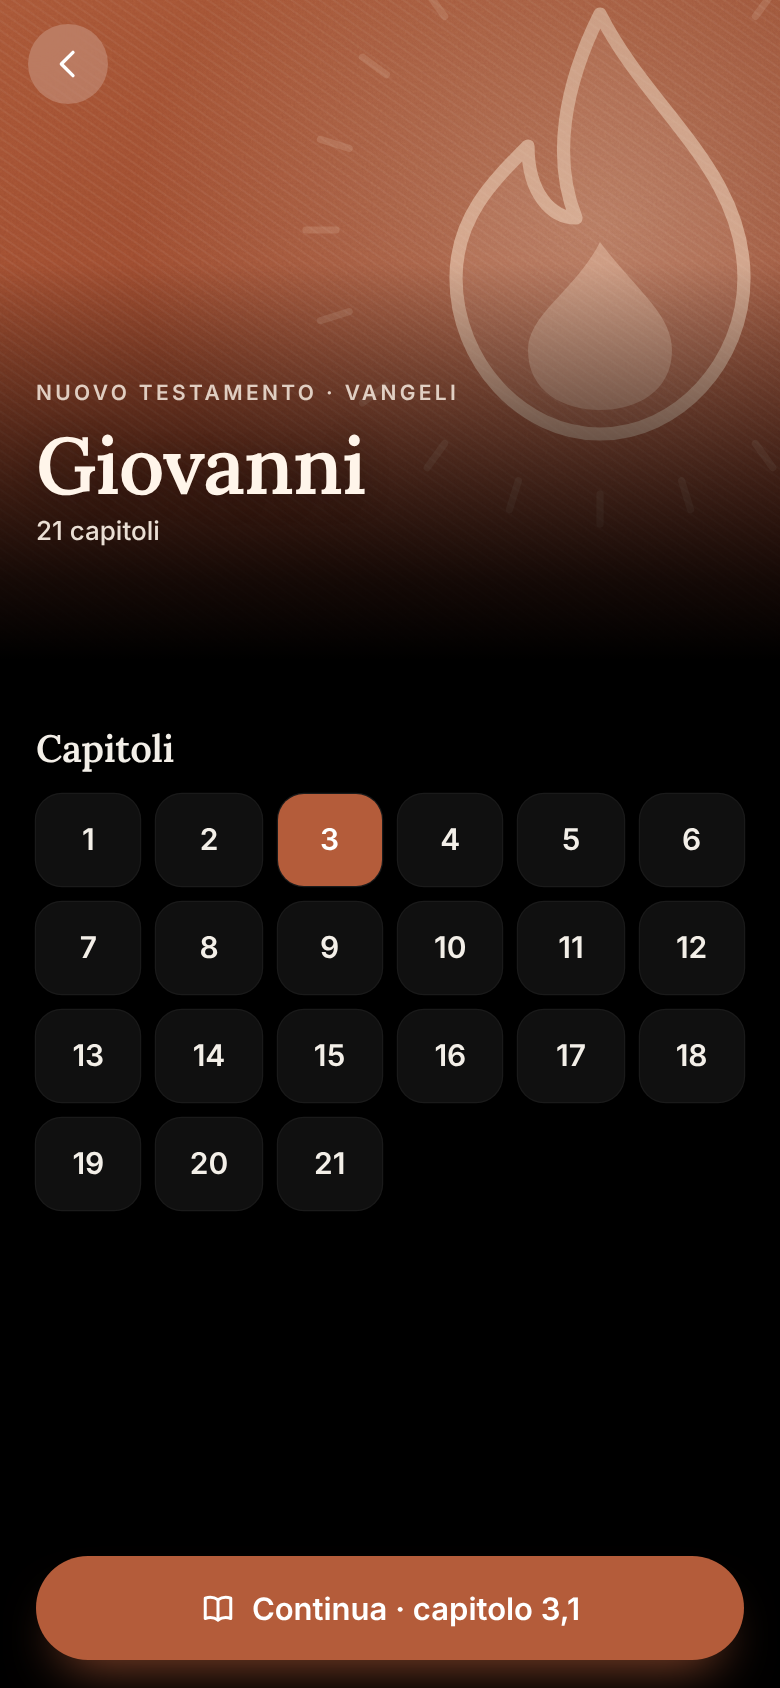 NUOVO TESTAMENTO · VANGELI
Giovanni
21 capitoli
Capitoli
1 2 3 4 5 6
7 8 9 10 11 12
13 14 15 16 17 18
19 20 21
Continua · capitolo 3,1